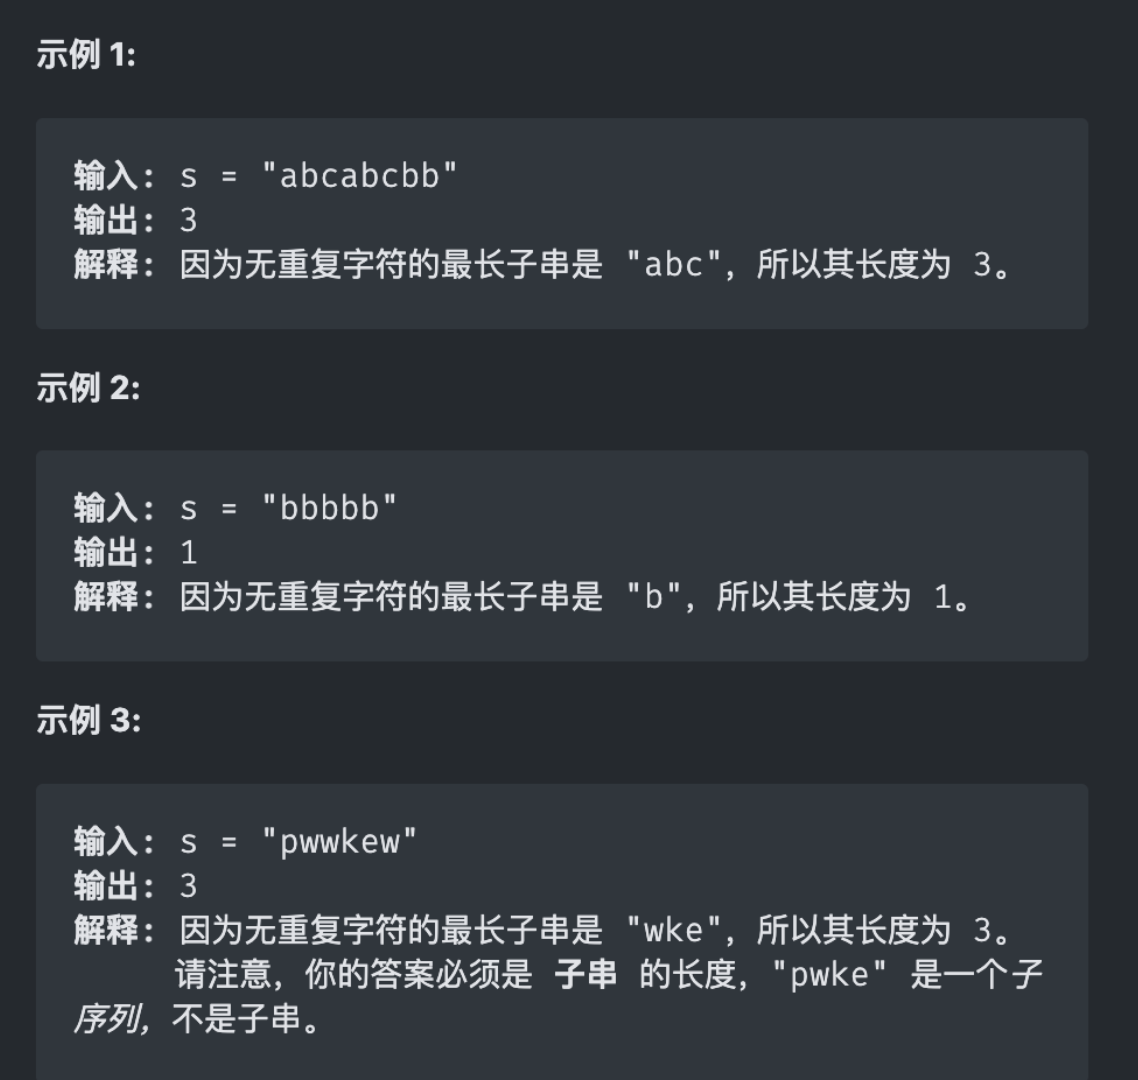 示例 1:
输入: s = "abcabcbb"
输出: 3
解释: 因为无重复字符的最长子串是 "abc"，所以其长度为 3。
示例 2:
输入: s = "bbbbb"
输出: 1
解释: 因为无重复字符的最长子串是 "b"，所以其长度为 1。
示例 3:
输入: s = "pwwkew"
输出: 3
解释: 因为无重复字符的最长子串是 "wke"，所以其长度为 3。
请注意，你的答案必须是 子串 的长度，"pwke" 是一个子
序列，不是子串。